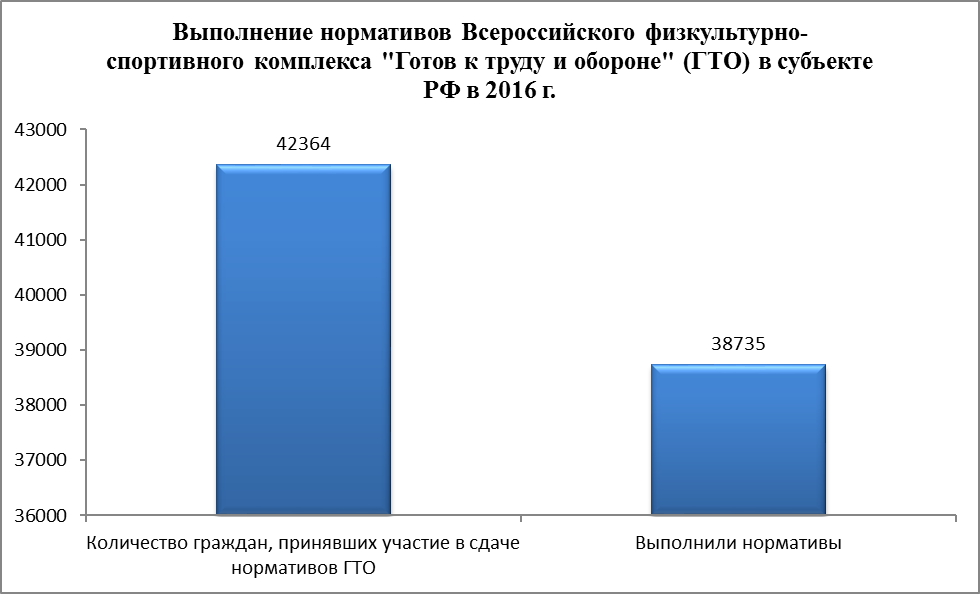 Выполнение нормативов Всероссийского физкультурно-
спортивного комплекса "Готов к труду и обороне" (ГТО) в субъекте
РФ в 2016 г.
43000
42000
41000
40000
39000
38000
37000
36000
42364
38735
Количество граждан, принявших участие в сдаче
нормативов ГТО
Выполнили нормативы